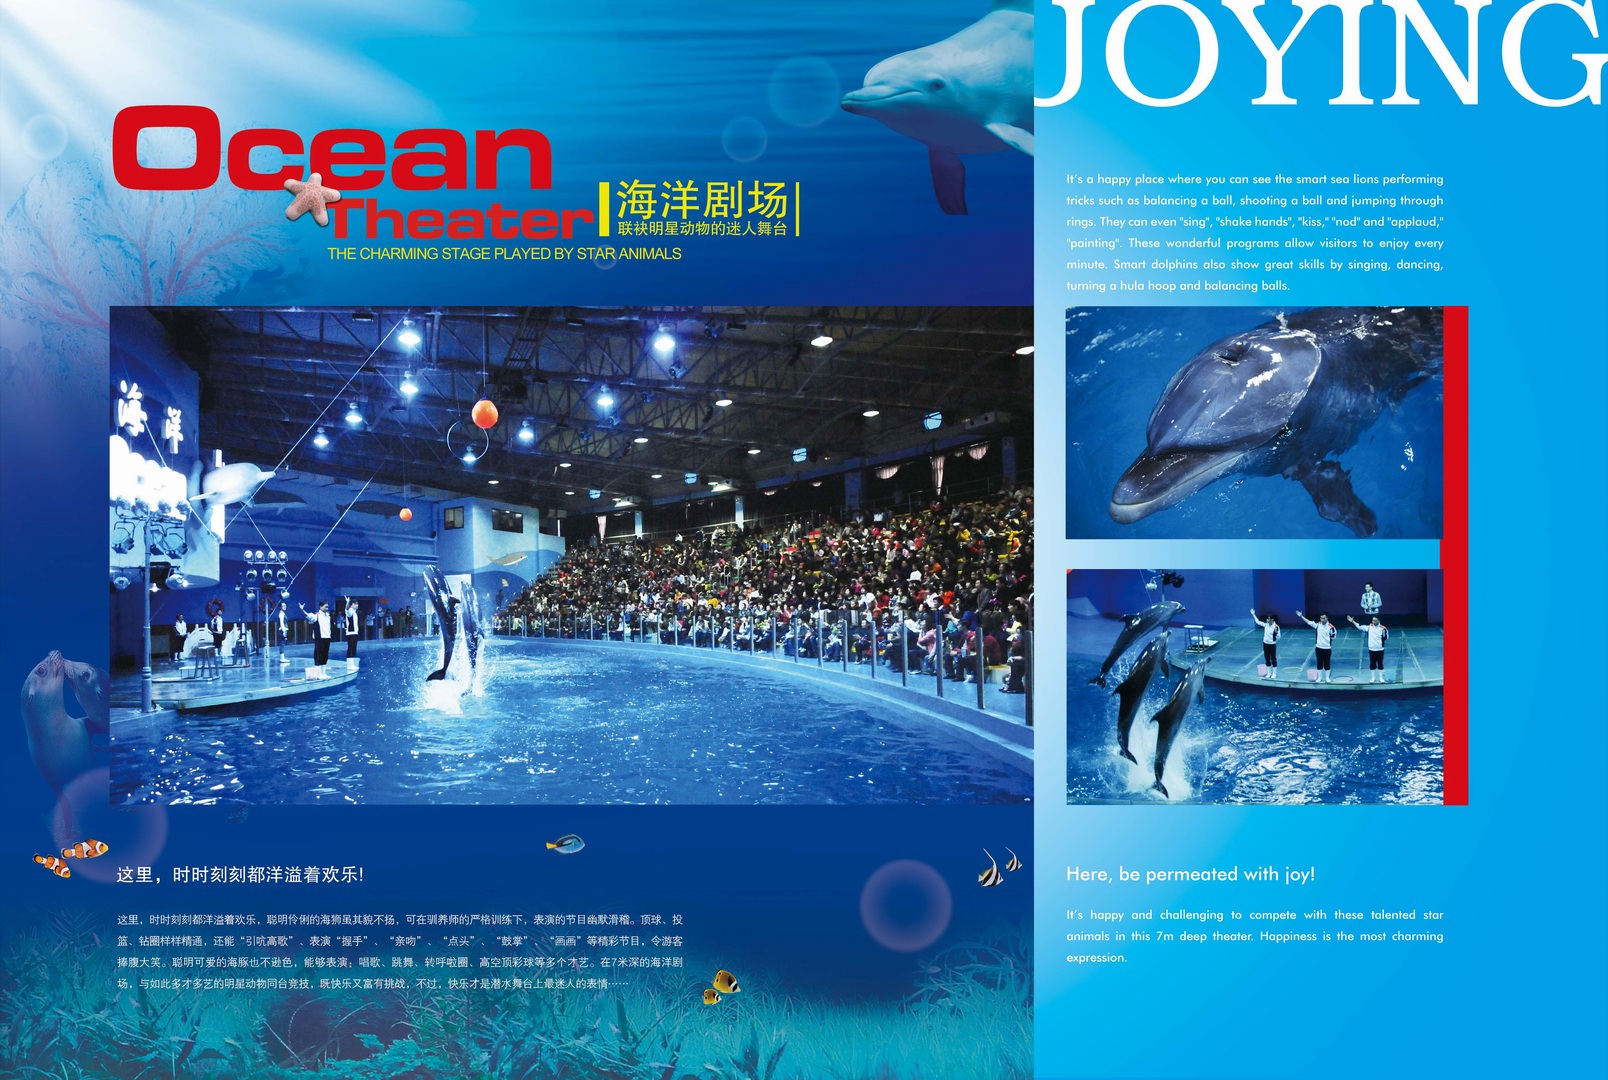 Ocean
Theater
海洋剧场
联袂明星动物的迷人舞台
THE CHARMING STAGE PLAYED BY STAR ANIMALS
海洋
这里，时时刻刻都洋溢着欢乐!
这里，时时刻刻都洋溢着欢乐，聪明伶俐的海狮虽其貌不扬，可在驯养师的严格训练下，表演的节目幽默滑稽。顶球、投
篮、钻圈样样精通，还能“引吭高歌”、表演“握手”、“亲吻”、“点头”、“鼓掌”、“画画”等精彩节目，令游客
捧腹大笑。聪明可爱的海豚也不逊色，能够表演：唱歌、跳舞、转呼啦圈、高空顶彩球等多个才艺。在7米深的海洋剧
场，与如此多才多艺的明星动物同台竞技，既快乐又富有挑战，不过，快乐才是潜水舞台上最迷人的表情……
JOYING
It's a happy place where you can see the smart sea lions performing
tricks such as balancing a ball, shooting a ball and jumping through
rings. They can even "sing", "shake hands", "kiss," "nod" and "applaud,"
"painting". These wonderful programs allow visitors to enjoy every
minute. Smart dolphins also show great skills by singing, dancing,
turning a hula hoop and balancing balls.
Here, be permeated with joy!
It's happy and challenging to compete with these talented star
animals in this 7m deep theater. Happiness is the most charming
expression.